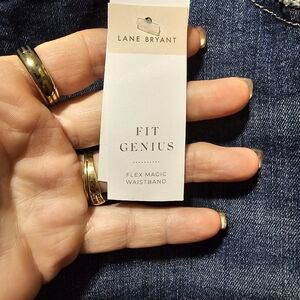 LANE BRYANT
FIT
GENIUS
FLEX MAGIC
WAISTBAND